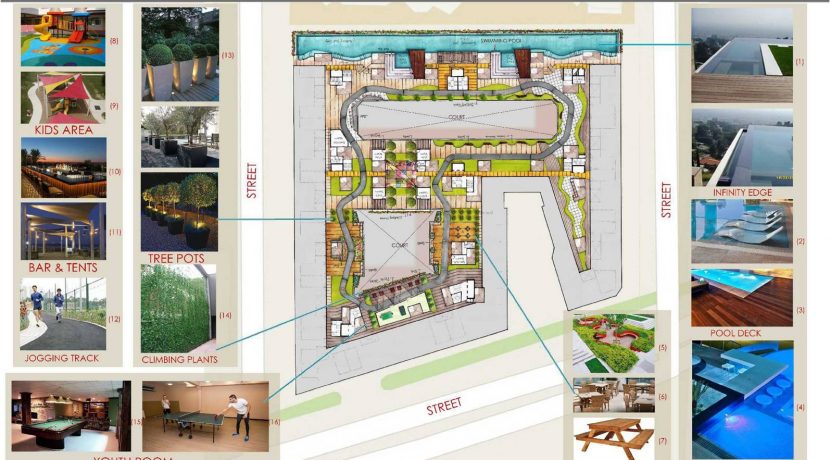 (8)
(9)
KIDS AREA
(10)
(11)
BAR & TENTS
(12)
JOGGING TRACK
(13)
TREE POTS
(14)
CLIMBING PLANTS
(15)
(16)
STREET
SWIMMING POOL
COURT
COURT
STREET
STREET
(1)
INFINITY EDGE
(2)
(3)
POOL DECK
(4)
(5)
(6)
(7)
YOUTH ROOM